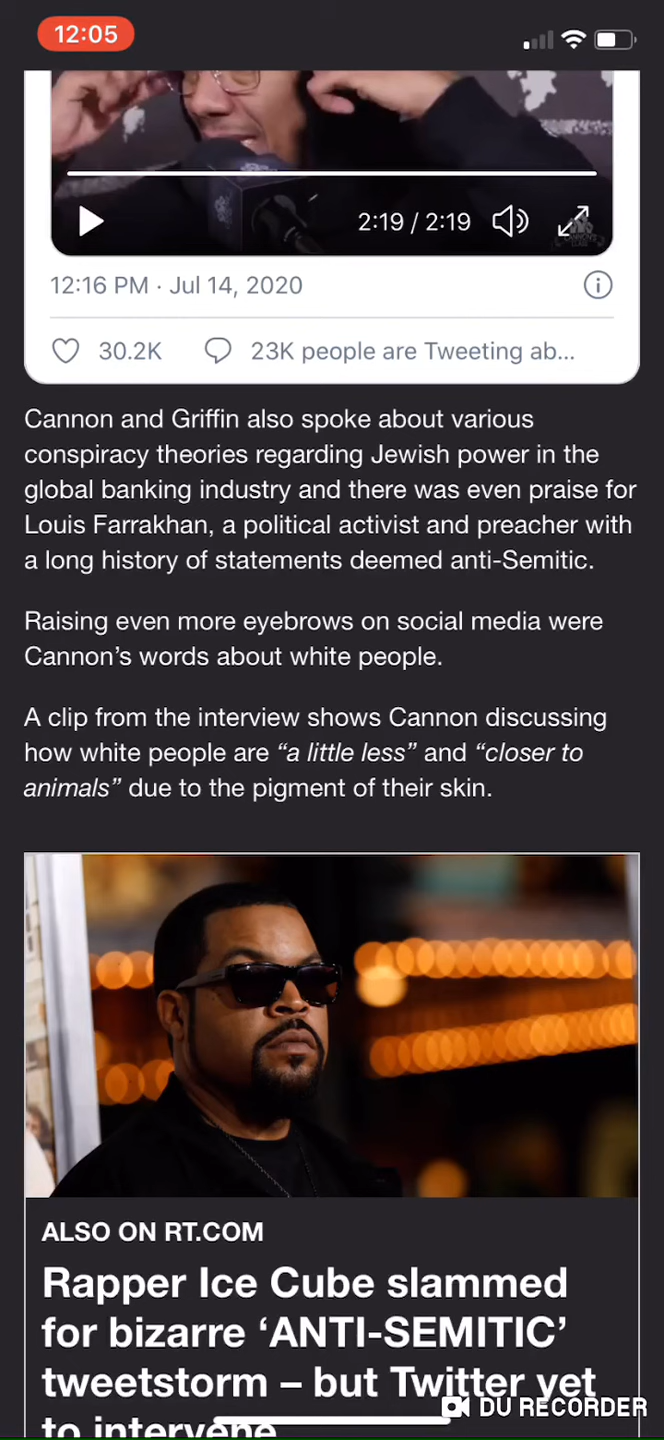 12:05
2:19 / 2:19
12:16 PM · Jul 14, 2020
30.2K
23K people are Tweeting ab...
Cannon and Griffin also spoke about various
conspiracy theories regarding Jewish power in the
global banking industry and there was even praise for
Louis Farrakhan, a political activist and preacher with
a long history of statements deemed anti-Semitic.
Raising even more eyebrows on social media were
Cannon’s words about white people.
A clip from the interview shows Cannon discussing
how white people are “a little less” and “closer to
animals” due to the pigment of their skin.
ALSO ON RT.COM
Rapper Ice Cube slammed
for bizarre ‘ANTI-SEMITIC’
tweetstorm – but Twitter yet
to intervene
DU RECORDER